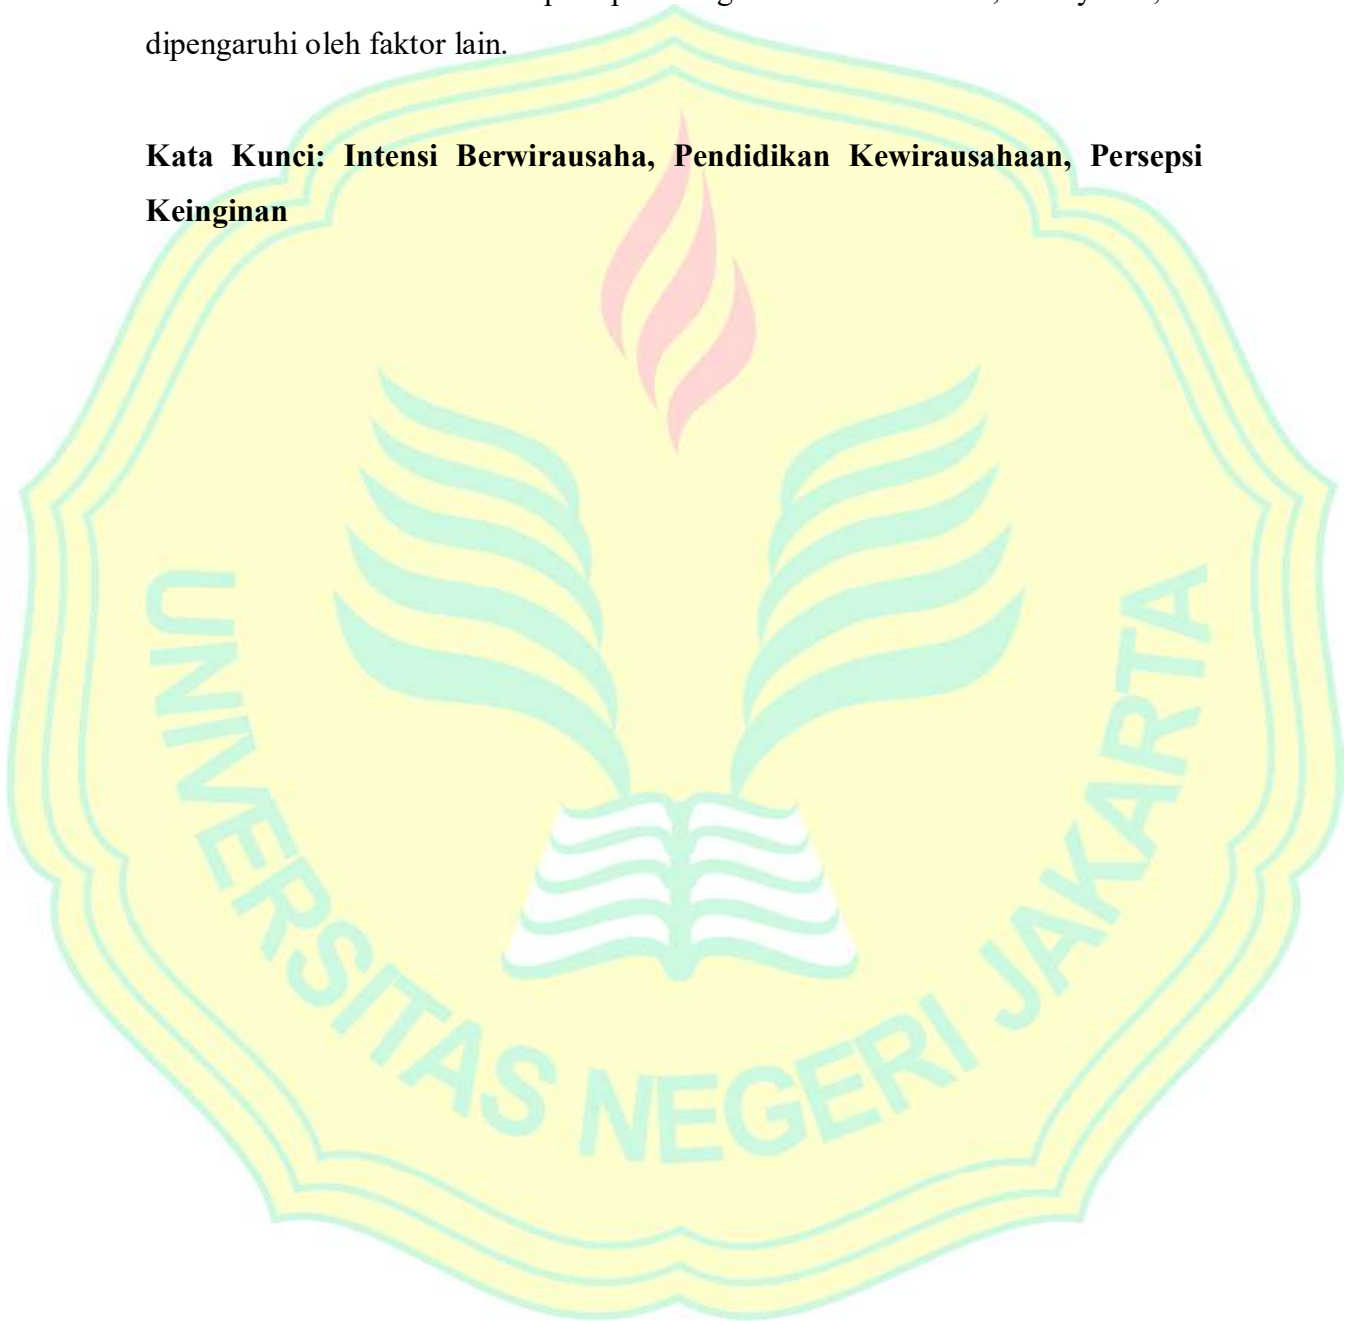 dipengaruhi oleh faktor lain.
Kata Kunci: Intensi Berwirausaha, Pendidikan Kewirausahaan, Persepsi
Keinginan
UNIVERSITAS NEGERI JAKARTA